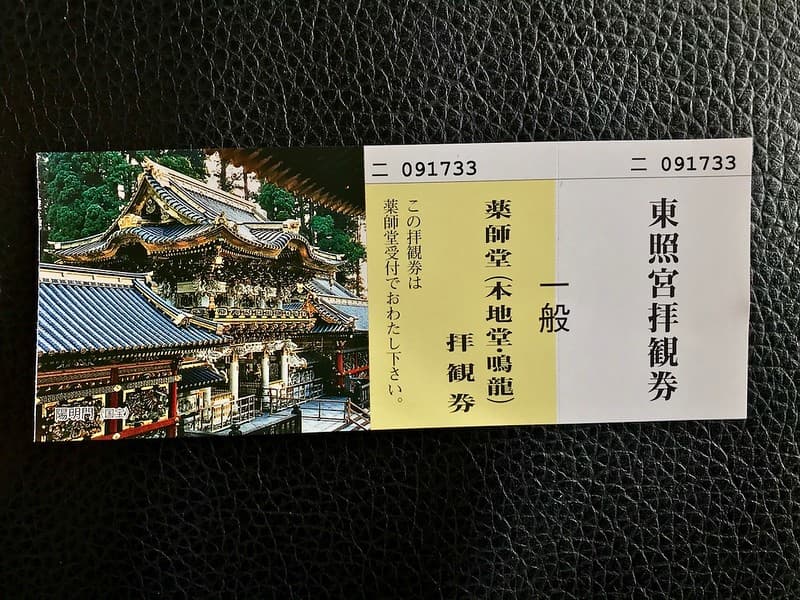 二 091733
東照宮拝観券
一般
二 091733
薬師堂(本地堂・鳴龍)
拝観券
この拝観券は
薬師堂受付でおわたし下さい。
陽明門(国宝)